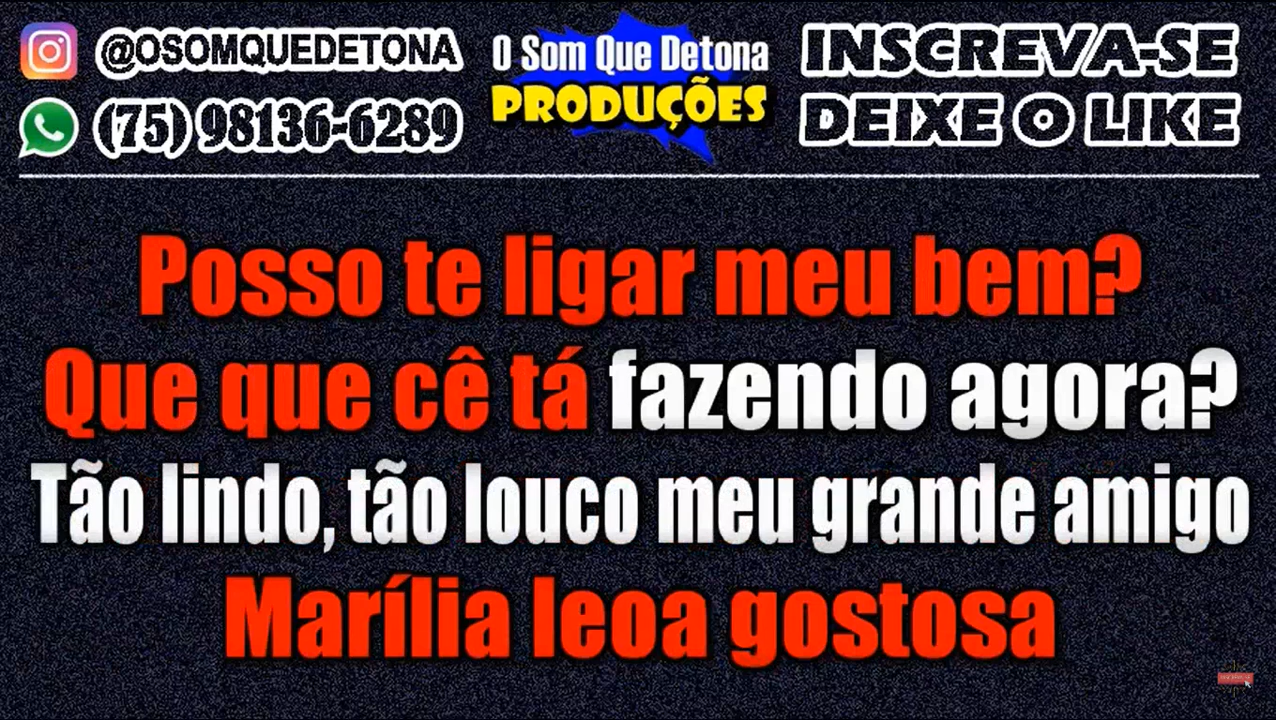 @OSOMQUEDETONA
(75) 98136-6289
O Som Que Detona
PRODUÇÕES
INSCREVA-SE
DEIXE O LIKE
Posso te ligar meu bem?
Que que cê tá fazendo agora?
Tão lindo, tão louco meu grande amigo
Marília leoa gostosa